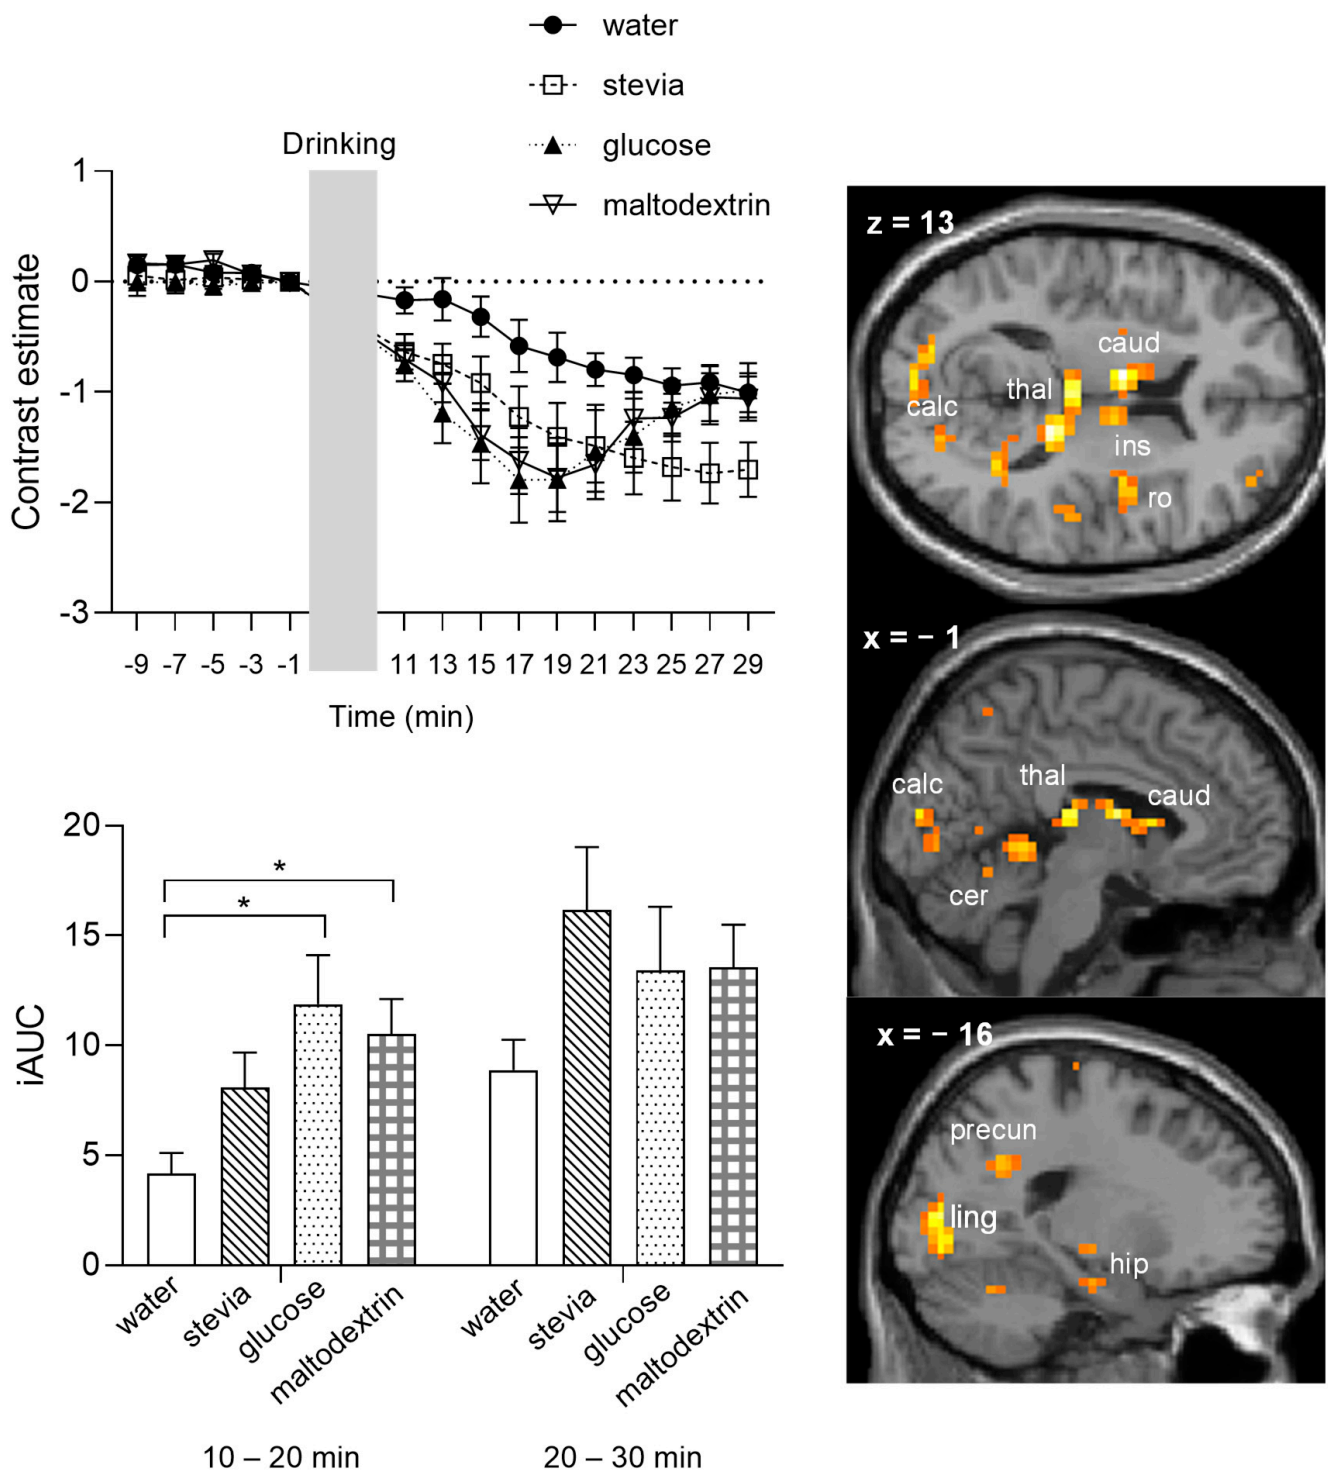 water
stevia
glucose
maltodextrin
Drinking
1
0
-1
-2
-3
Contrast estimate
-9 -7 -5 -3 -1 11 13 15 17 19 21 23 25 27 29
Time (min)
20
15
10
5
0
iAUC
* 
*
water stevia glucose maltodextrin water stevia glucose maltodextrin
10 – 20 min 20 – 30 min
z = 13
caud
thal
calc
ins
ro
x = – 1
thal
calc
caud
cer
x = – 16
precun
ling
hip